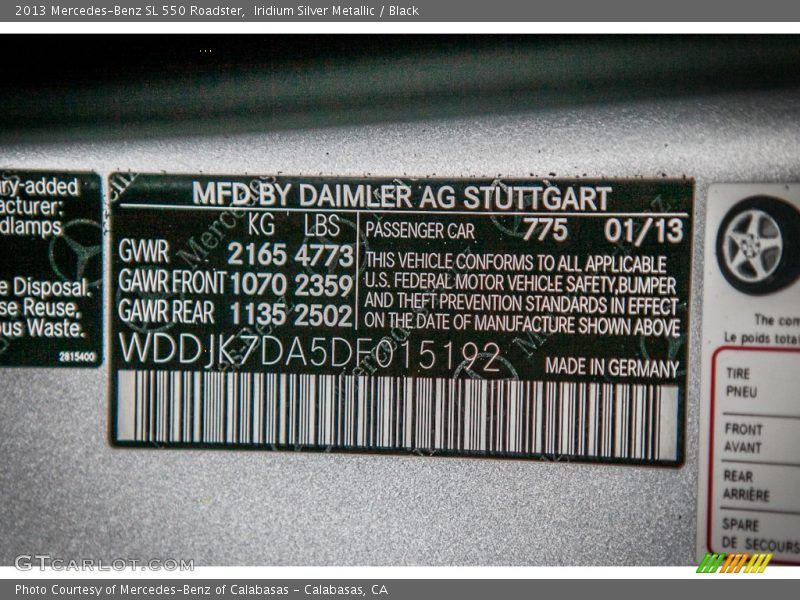 2013 Mercedes-Benz SL 550 Roadster,  Iridium Silver Metallic / Black
ry-added
acturer:
dlamps
e Disposal.
se Reuse,
ous Waste.
2815400
MFD BY DAIMLER AG STUTTGART
KG LBS
GWR 2165 4773
GAWR FRONT 1070 2359
GAWR REAR 1135 2502
PASSENGER CAR 775 01/13
THIS VEHICLE CONFORMS TO ALL APPLICABLE
U.S. FEDERAL MOTOR VEHICLE SAFETY,BUMPER
AND THEFT PREVENTION STANDARDS IN EFFECT
ON THE DATE OF MANUFACTURE SHOWN ABOVE
WDDJK7DA5DF015192
MADE IN GERMANY
The com
Le poids total
TIRE
PNEU
FRONT
AVANT
REAR
ARRIÈRE
SPARE
DE SECOURS
GTcarlot.com
Photo Courtesy of Mercedes-Benz of Calabasas - Calabasas, CA